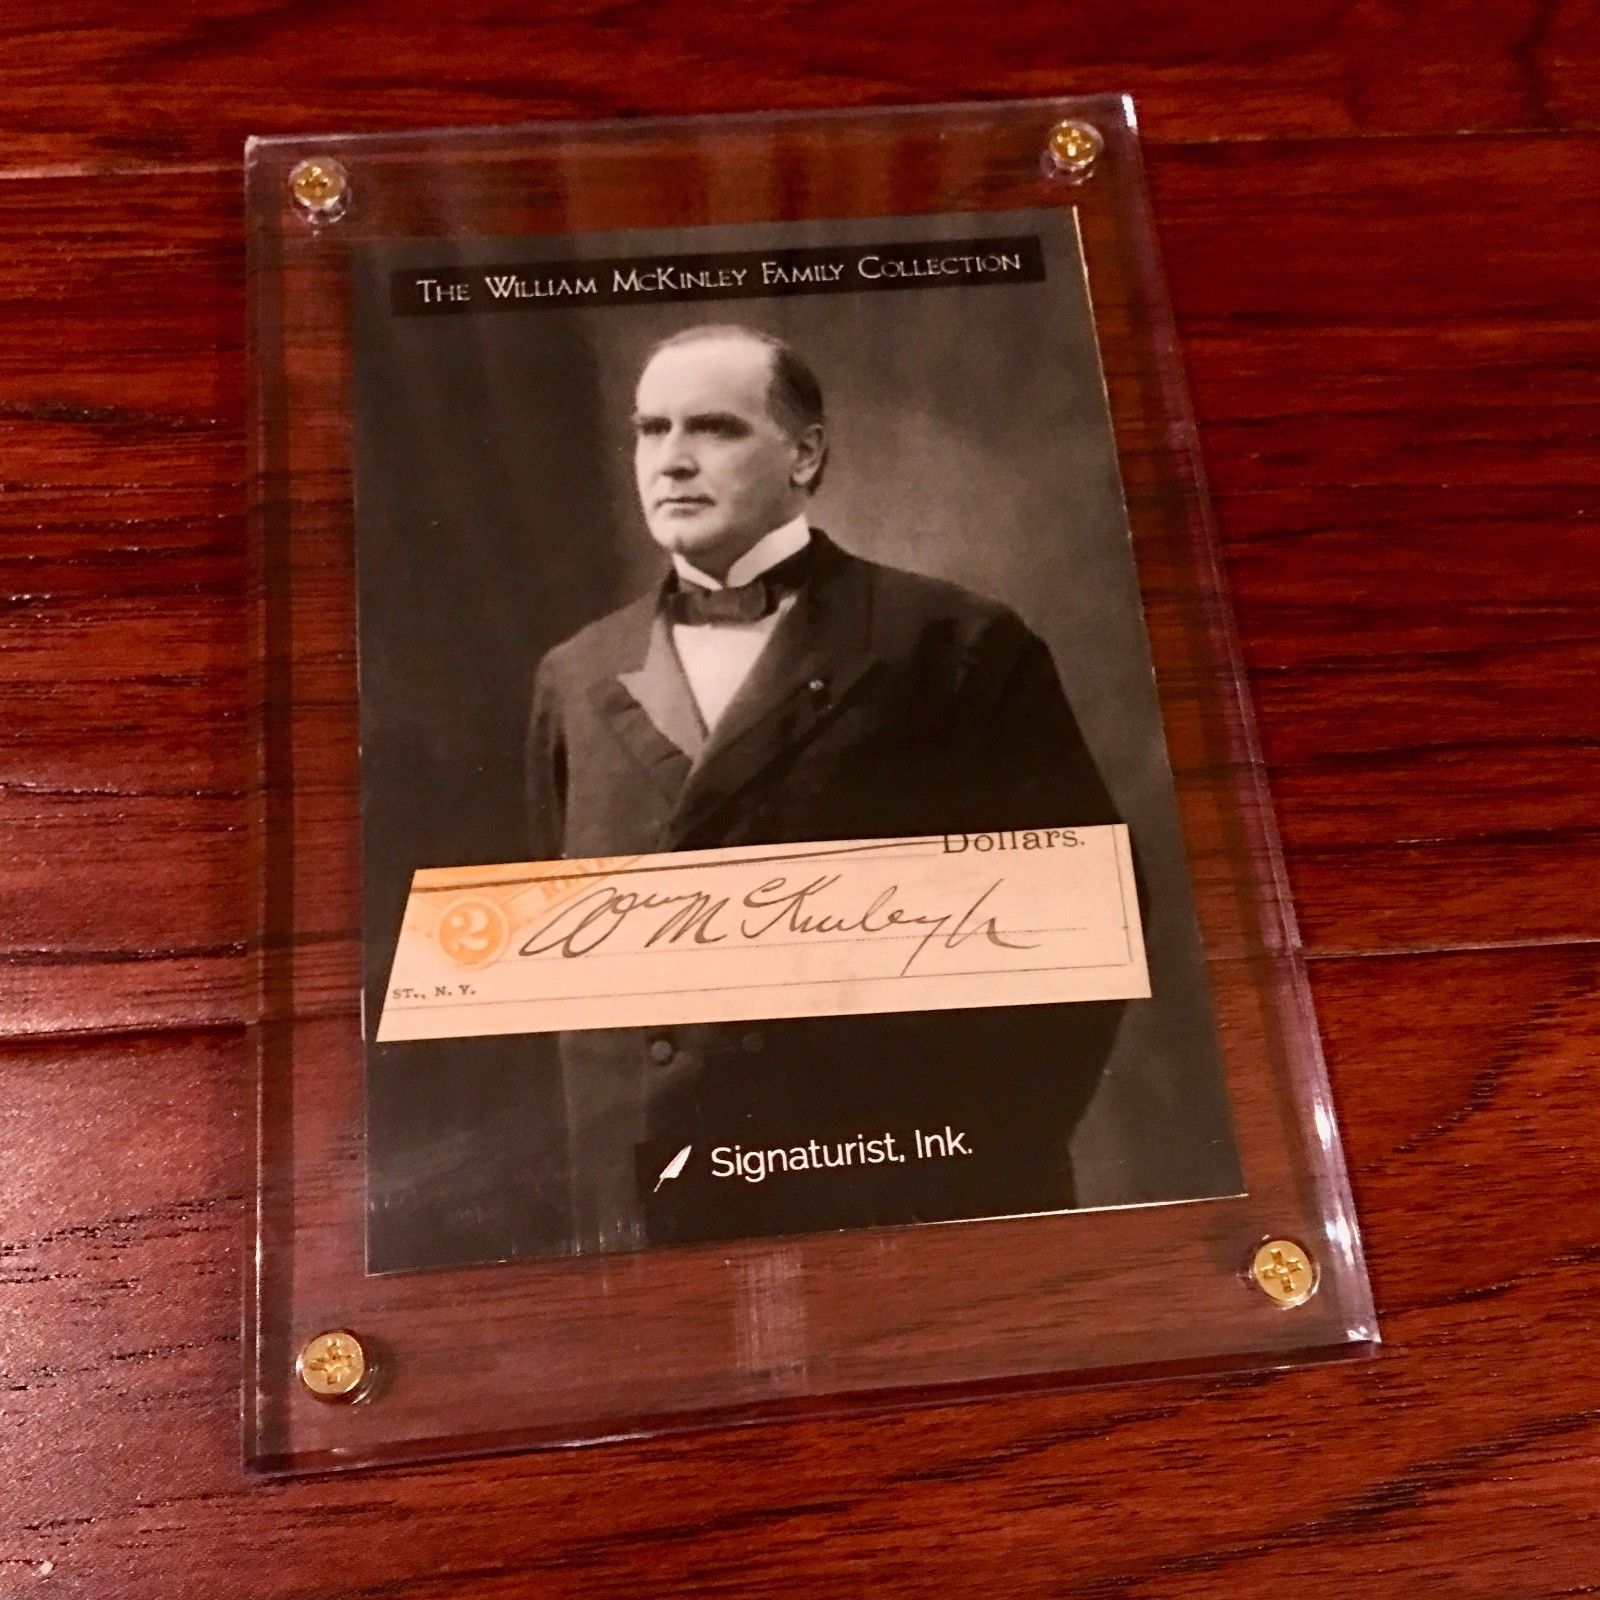 The William McKinley Family Collection
Dollars.
2
Wm McKinley Jr
ST., N. Y.
Signaturist, Ink.